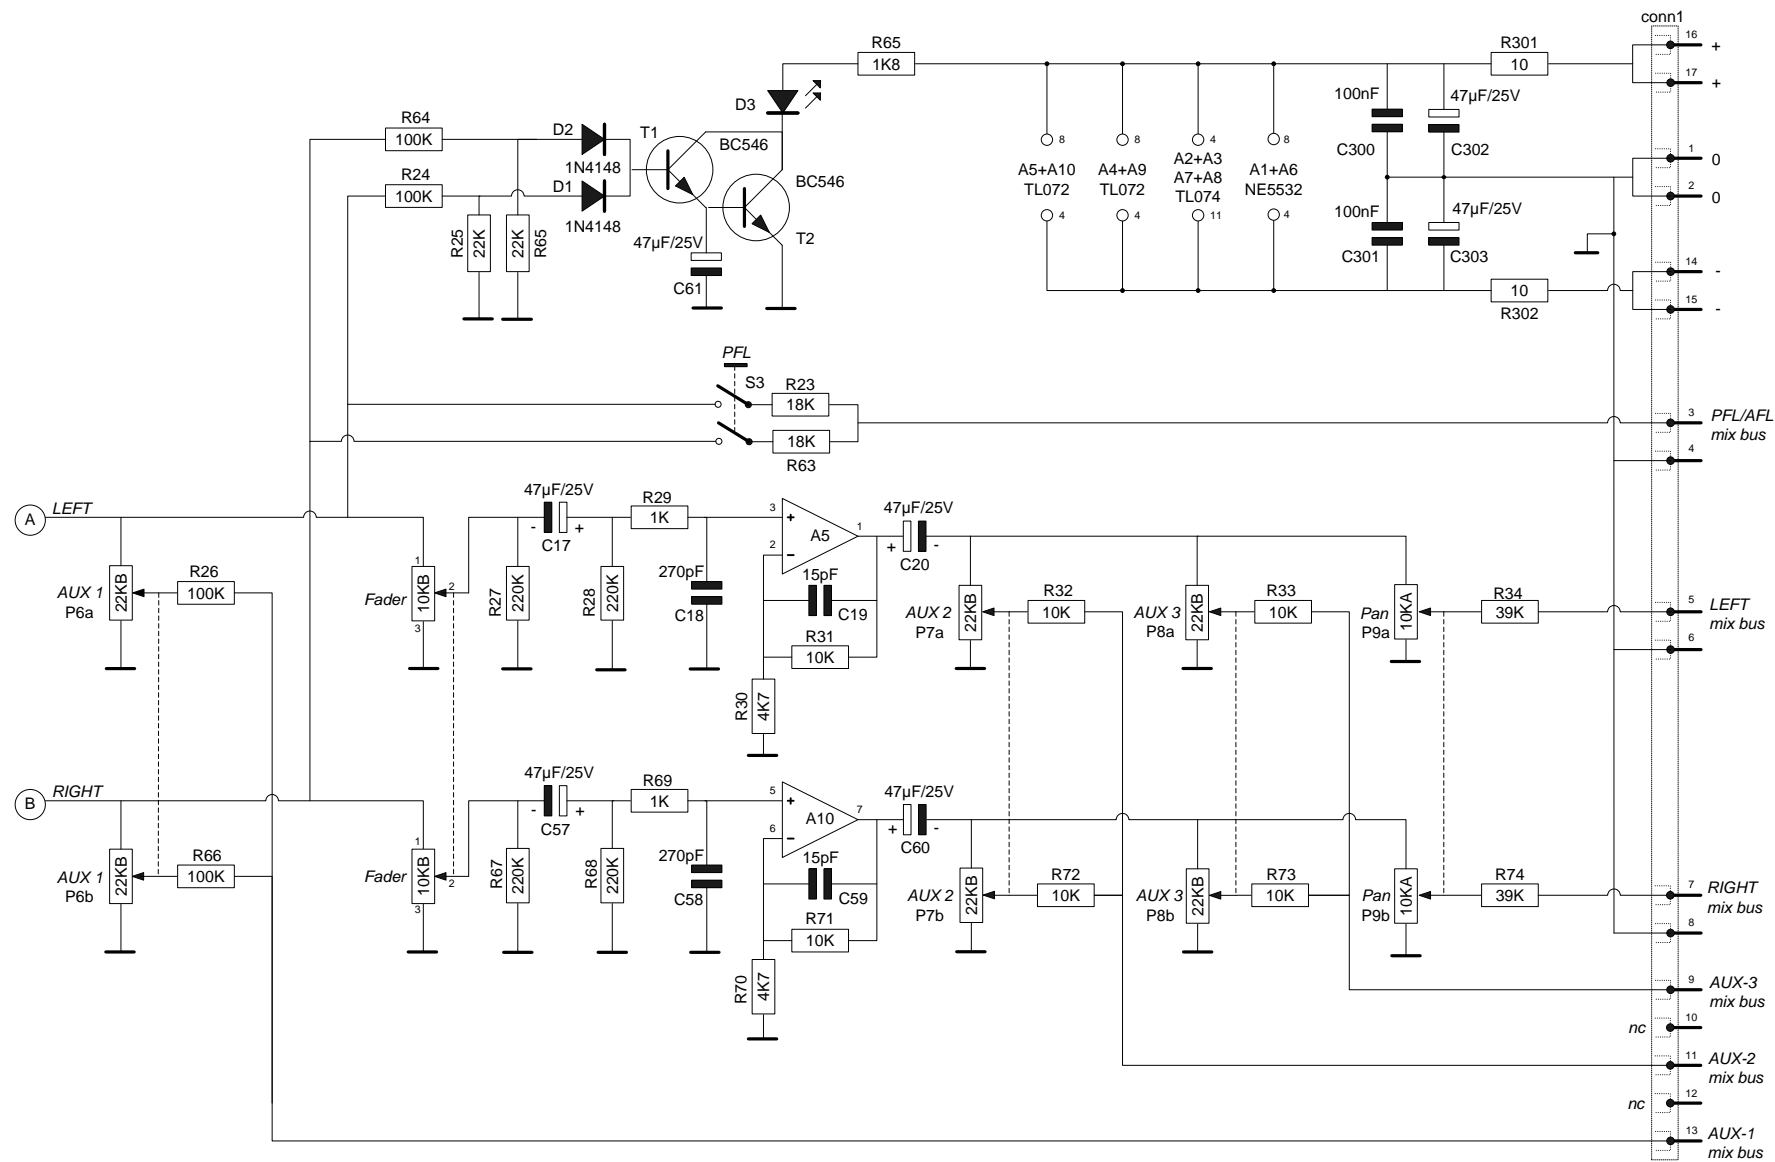 conn1
R65
1K8
R301
10
16
+
17
+
D3
100nF
47µF/25V
C300
C302
R64
100K
D2
1N4148
T1
BC546
8
8
4
8
A5+A10
TL072
A4+A9
TL072
A2+A3
A7+A8
TL074
A1+A6
NE5532
4
4
11
4
1
0
2
0
R24
100K
D1
1N4148
BC546
T2
R25
22K
22K
R65
47µF/25V
C61
100nF
47µF/25V
C301
C303
14
-
15
-
10
R302
PFL
S3
R23
18K
18K
R63
3
PFL/AFL
mix bus
4
A
LEFT
47µF/25V
-
+
C17
R29
1K
3
+
2
-
A5
1
47µF/25V
+
-
C20
AUX 1
P6a
22KB
R26
100K
1
Fader
10KB
2
3
R27
220K
R28
220K
270pF
C18
15pF
C19
R31
10K
R30
4K7
AUX 2
P7a
22KB
R32
10K
AUX 3
P8a
22KB
R33
10K
Pan
P9a
10KA
R34
39K
5
LEFT
mix bus
6
B
RIGHT
47µF/25V
-
+
C57
R69
1K
5
+
6
-
A10
7
47µF/25V
+
-
C60
AUX 1
P6b
22KB
R66
100K
1
Fader
10KB
2
3
R67
220K
R68
220K
270pF
C58
15pF
C59
R71
10K
R70
4K7
AUX 2
P7b
22KB
R72
10K
AUX 3
P8b
22KB
R73
10K
Pan
P9b
10KA
R74
39K
7
RIGHT
mix bus
8
9
AUX-3
mix bus
nc
10
11
AUX-2
mix bus
nc
12
13
AUX-1
mix bus